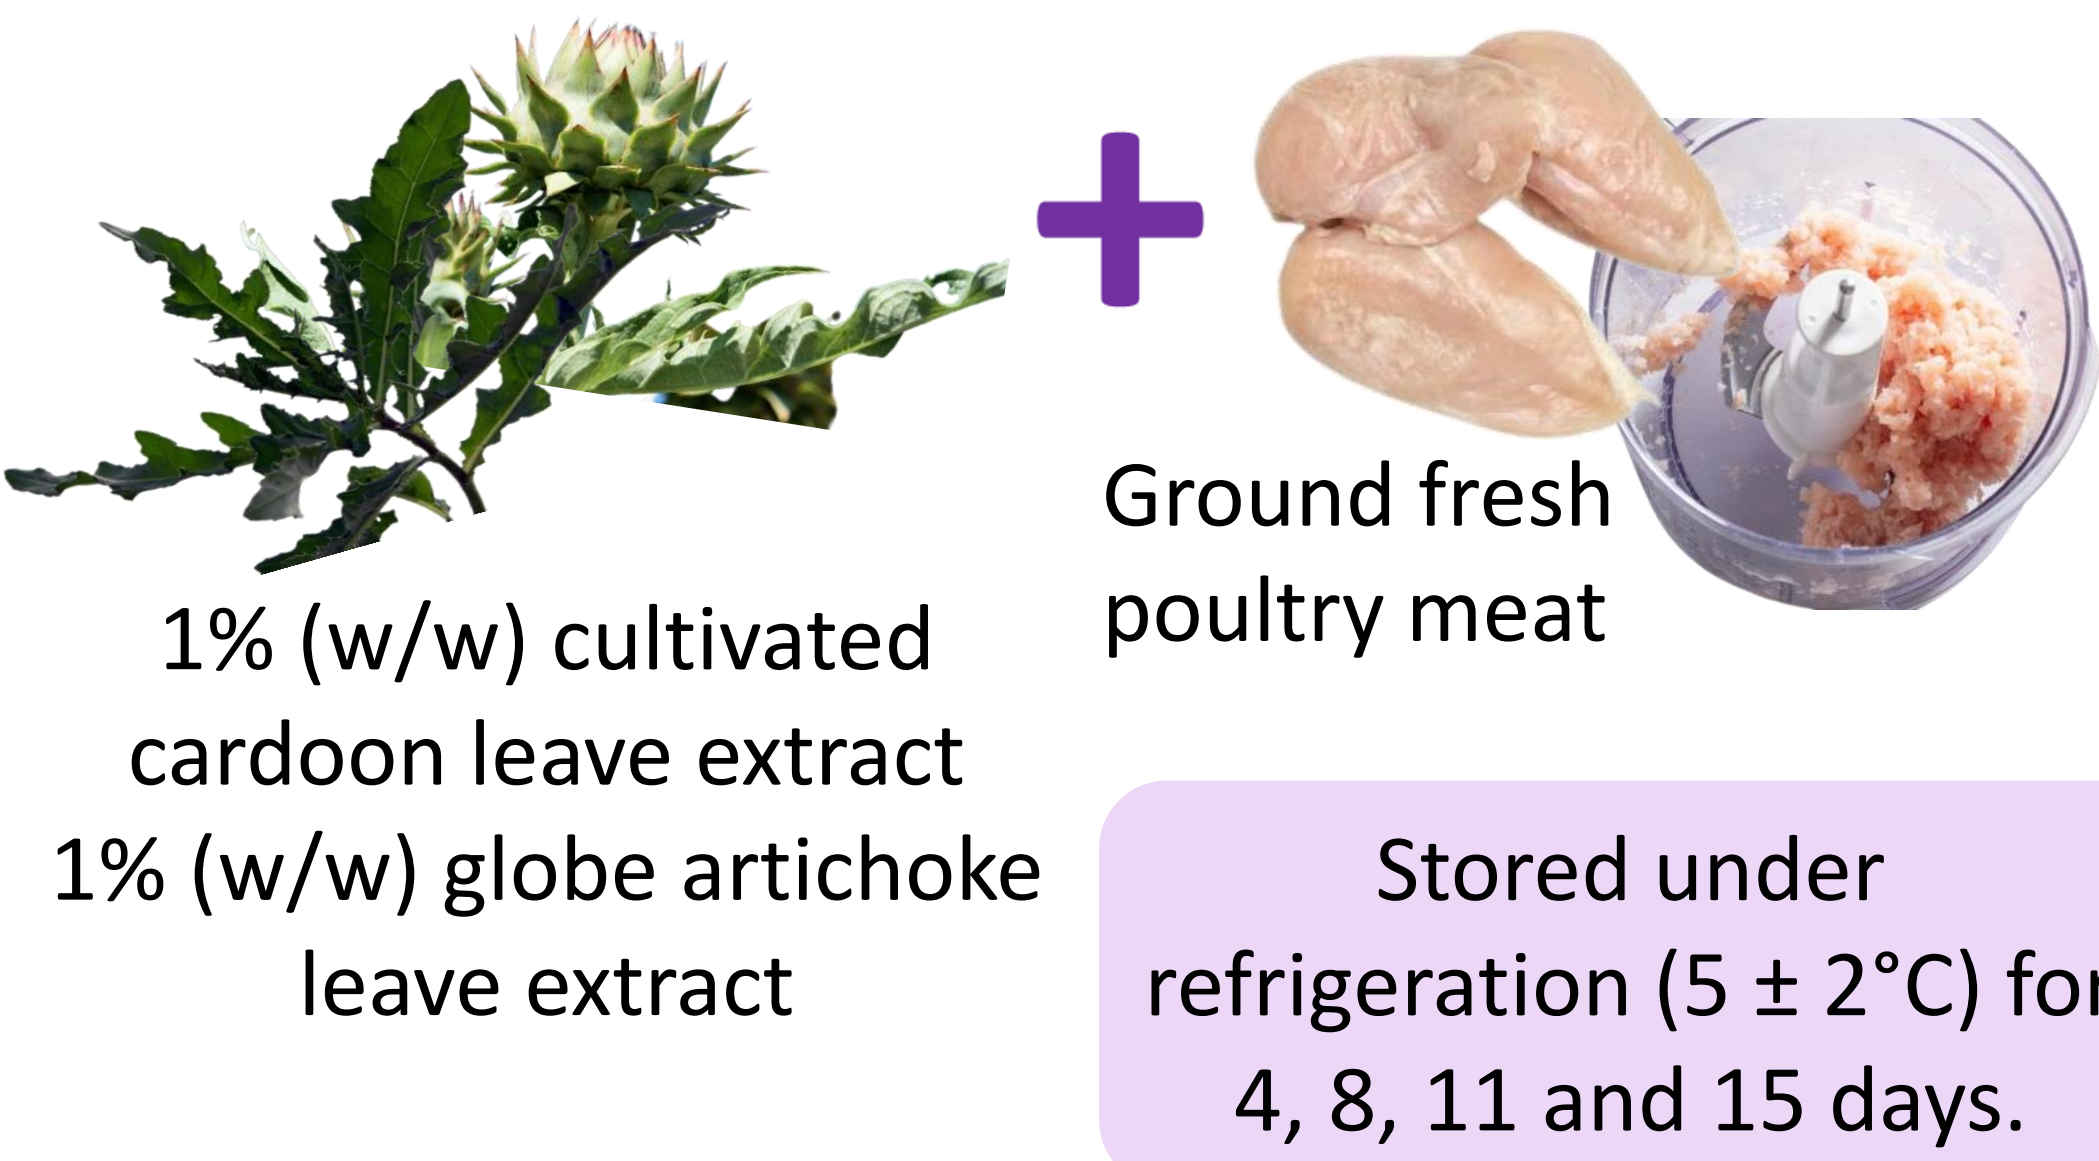 Ground fresh
poultry meat
1% (w/w) cultivated
cardoon leave extract
1% (w/w) globe artichoke
leave extract
Stored under
refrigeration (5 ± 2°C) for
4, 8, 11 and 15 days.